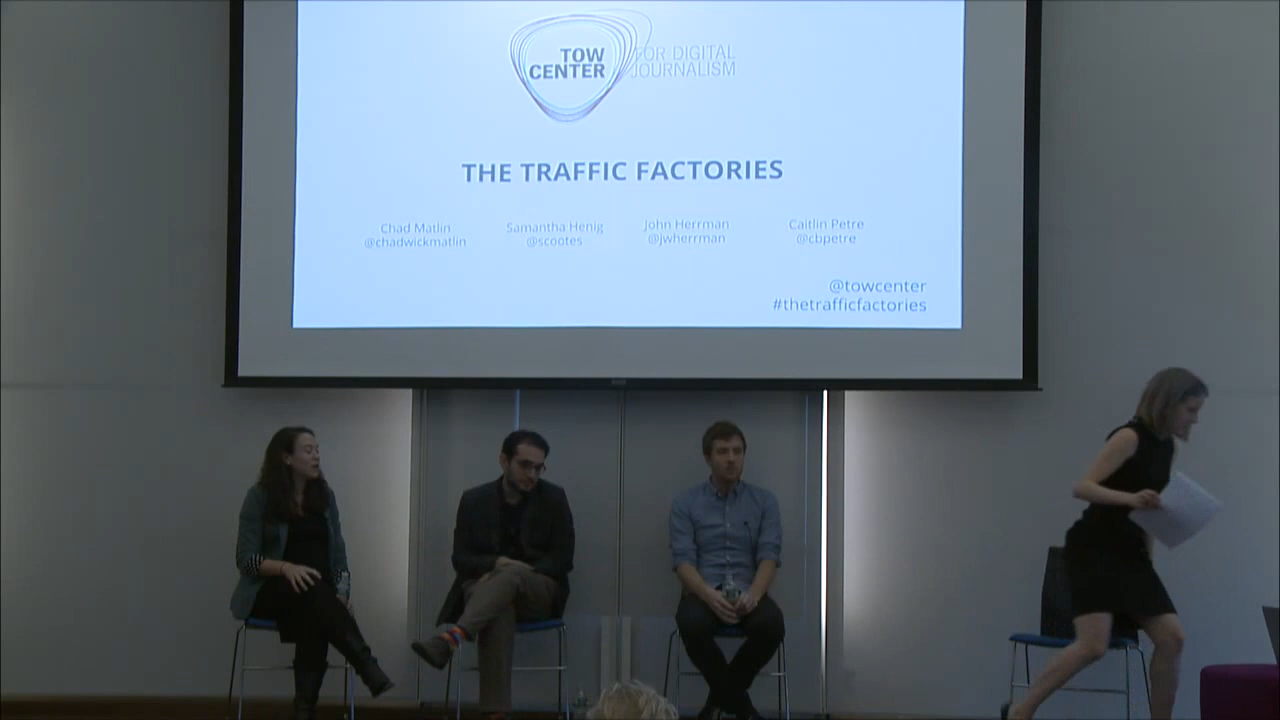 TOW
CENTER
FOR DIGITAL
JOURNALISM
THE TRAFFIC FACTORIES
Chad Matlin
@chadwickmatlin
Samantha Henig
@scootes
John Herrman
@jwherrman
Caitlin Petre
@cbpetre
@towcenter
#thetrafficfactories